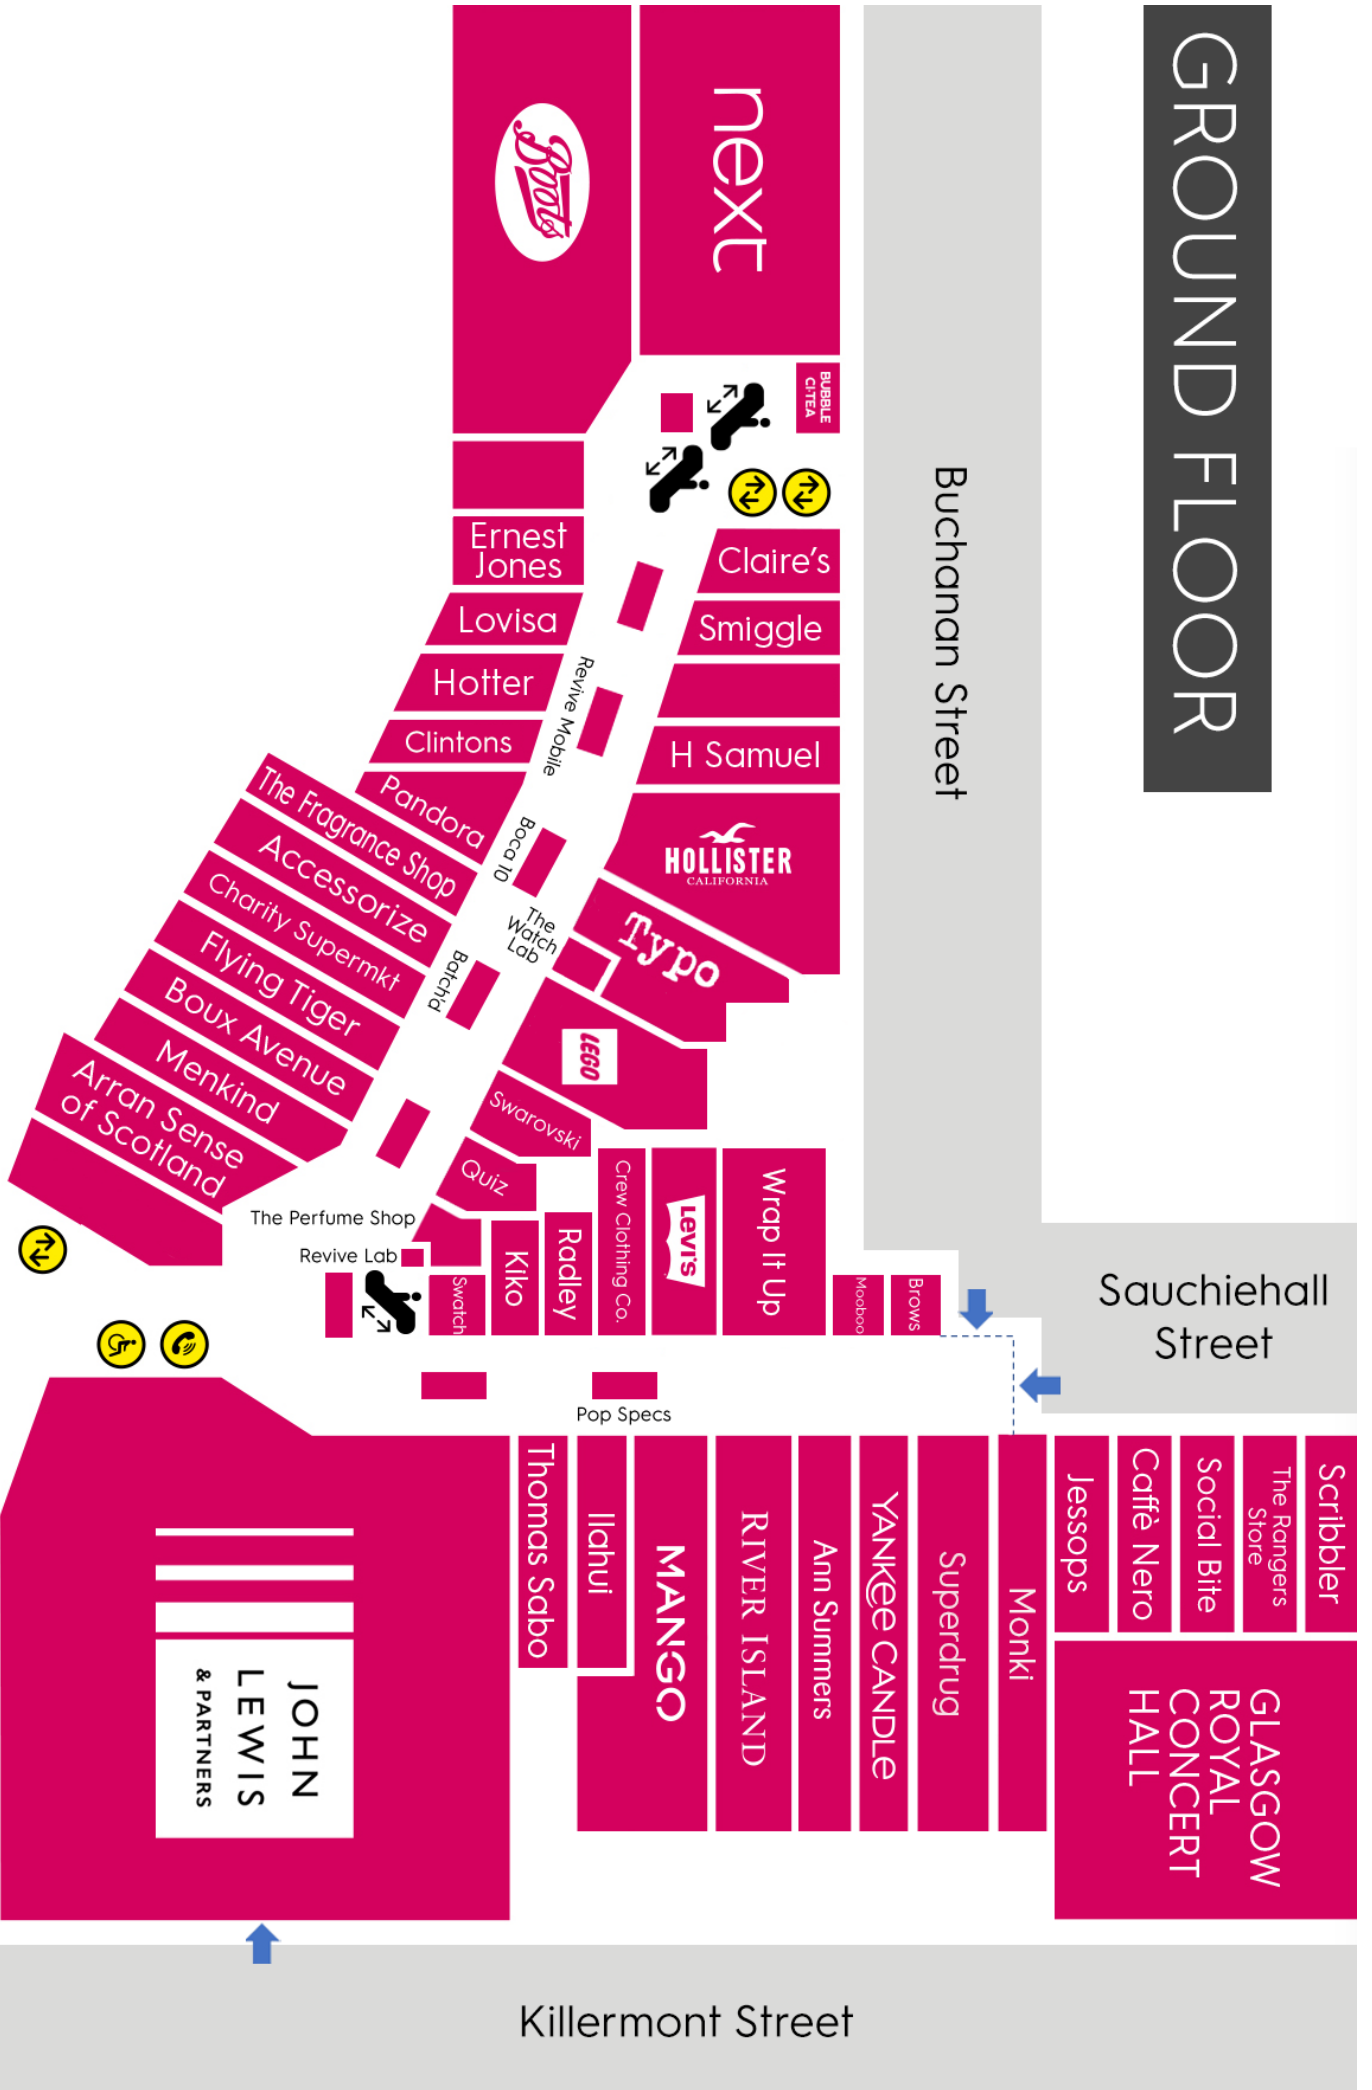 GROUND FLOOR
next
Boots
BUBBLE
CI-TEA
Buchanan Street
Ernest
Jones
Claire's
Lovisa
Smiggle
Hotter
Revive Mobile
Clintons
H Samuel
Pandora
The Fragrance Shop
Boca 10
HOLLISTER
CALIFORNIA
Accessorize
Charity Supermkt
The
Watch
Lab
Typo
Flying Tiger
Batch'd
Boux Avenue
LEGO
Menkind
Swarovski
Arran Sense
of Scotland
Quiz
Crew Clothing Co.
Levi's
Wrap It Up
The Perfume Shop
Revive Lab
Kiko
Radley
Swatch
Mooboo
Brows
Sauchiehall
Street
Pop Specs
Thomas Sabo
Ilahui
MANGO
RIVER ISLAND
Ann Summers
YANKEE CANDLE
Superdrug
Monki
Jessops
Caffè Nero
Social Bite
The Rangers
Store
Scribbler
JOHN
LEWIS
& PARTNERS
GLASGOW
ROYAL
CONCERT
HALL
Killermont Street